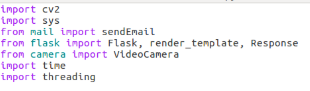 import cv2
import sys
from mail import sendEmail
from flask import Flask, render_template, Response
from camera import VideoCamera
import time
import threading